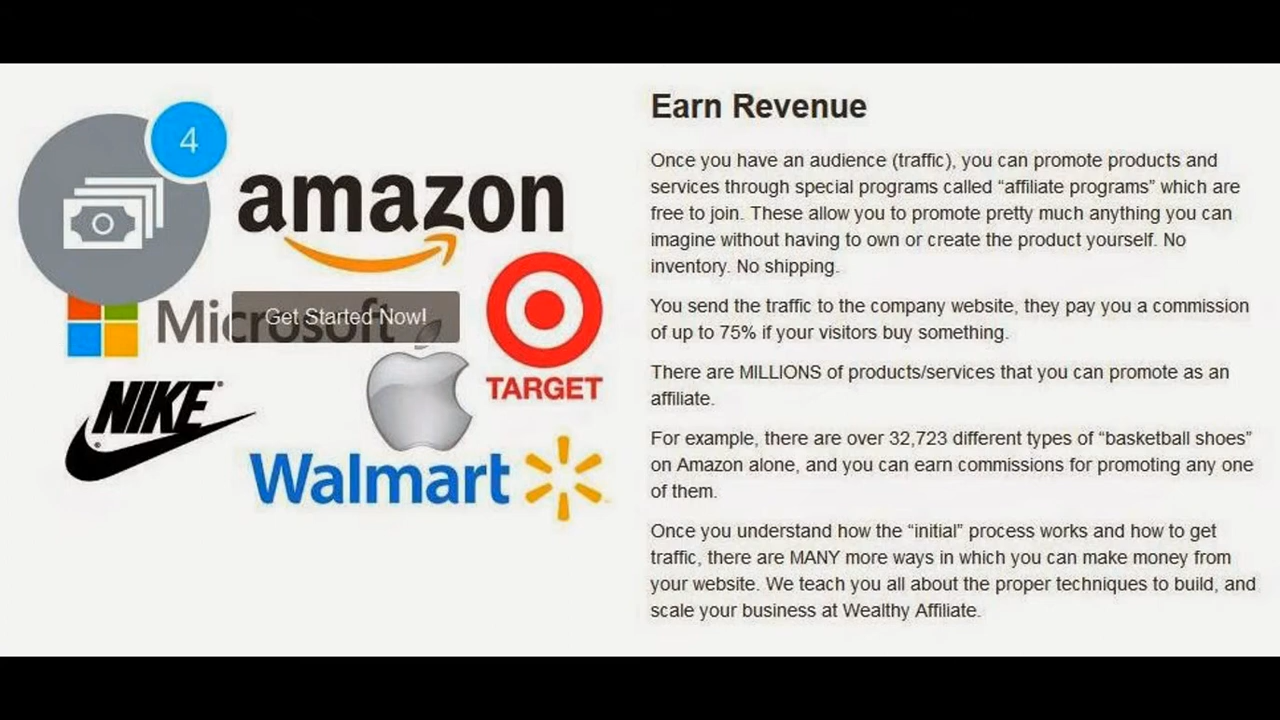 4
amazon
Microsoft
Get Started Now!
TARGET
NIKE
Walmart
Earn Revenue
Once you have an audience (traffic), you can promote products and
services through special programs called “affiliate programs” which are
free to join. These allow you to promote pretty much anything you can
imagine without having to own or create the product yourself. No
inventory. No shipping.
You send the traffic to the company website, they pay you a commission
of up to 75% if your visitors buy something.
There are MILLIONS of products/services that you can promote as an
affiliate.
For example, there are over 32,723 different types of “basketball shoes”
on Amazon alone, and you can earn commissions for promoting any one
of them.
Once you understand how the “initial” process works and how to get
traffic, there are MANY more ways in which you can make money from
your website. We teach you all about the proper techniques to build, and
scale your business at Wealthy Affiliate.